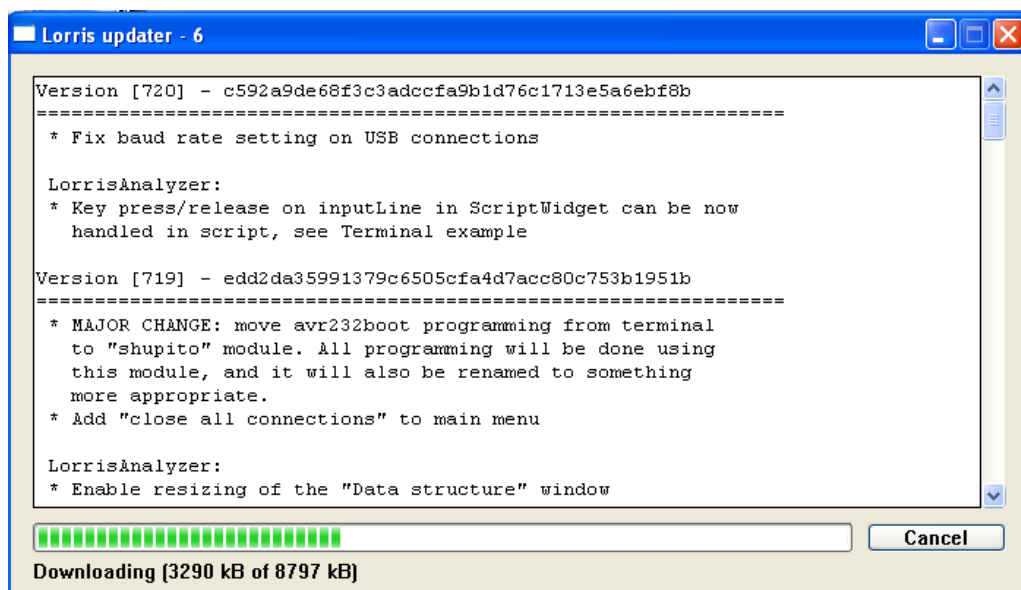 Lorris updater - 6
Version [720] - c592a9de68f3c3adccfa9b1d76c1713e5a6ebf8b
================================================================
* Fix baud rate setting on USB connections
LorrisAnalyzer:
* Key press/release on inputLine in ScriptWidget can be now
handled in script, see Terminal example
Version [719] - edd2da35991379c6505cfa4d7acc80c753b1951b
================================================================
* MAJOR CHANGE: move avr232boot programming from terminal
to "shupito" module. All programming will be done using
this module, and it will also be renamed to something
more appropriate.
* Add "close all connections" to main menu
LorrisAnalyzer:
* Enable resizing of the "Data structure" window
Cancel
Downloading (3290 kB of 8797 kB)